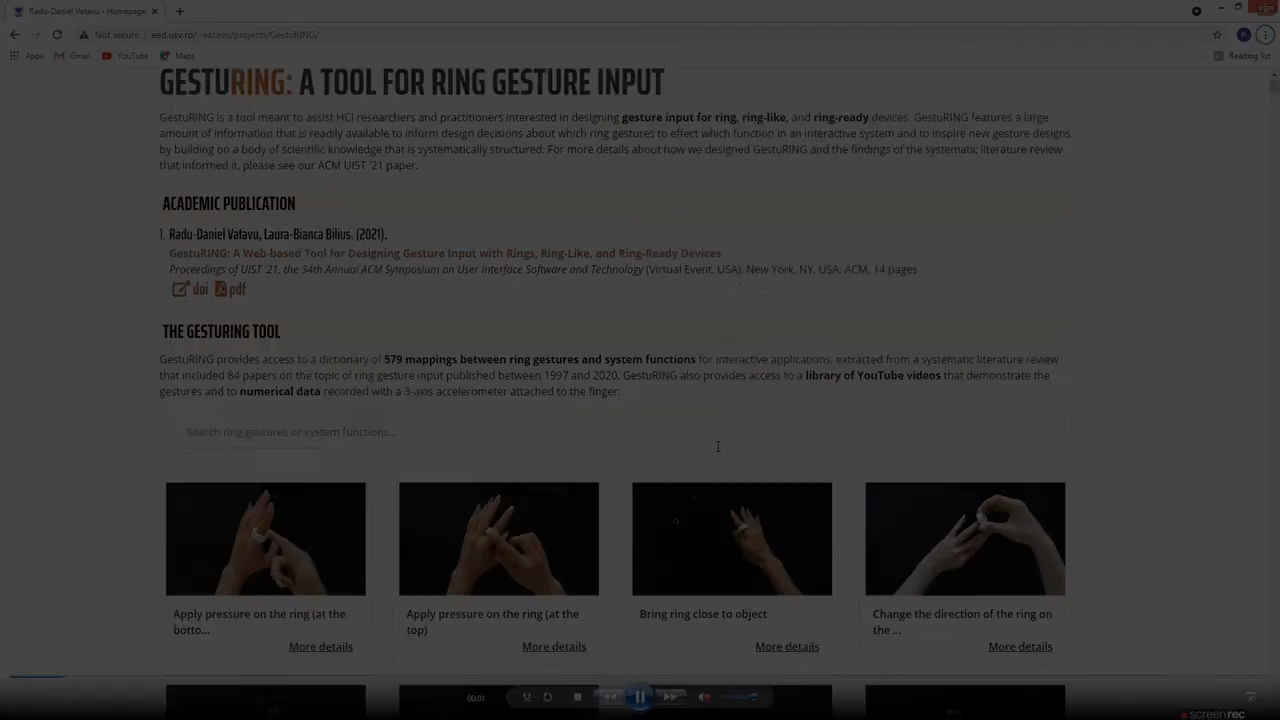 Radu-Daniel Vatavu - Homepage
Not secure eed.usv.ro/~vatavu/projects/GestuRING/
R
Apps Gmail YouTube Maps Reading list
GESTURING: A TOOL FOR RING GESTURE INPUT
GestuRING is a tool meant to assist HCI researchers and practitioners interested in designing gesture input for ring, ring-like, and ring-ready devices. GestuRING features a large
amount of information that is readily available to inform design decisions about which ring gestures to effect which function in an interactive system and to inspire new gesture designs
by building on a body of scientific knowledge that is systematically structured. For more details about how we designed GestuRING and the findings of the systematic literature review
that informed it, please see our ACM UIST '21 paper.
ACADEMIC PUBLICATION
1. Radu-Daniel Vatavu, Laura-Bianca Bilius. (2021).
GestuRING: A Web-based Tool for Designing Gesture Input with Rings, Ring-Like, and Ring-Ready Devices
Proceedings of UIST '21, the 34th Annual ACM Symposium on User Interface Software and Technology (Virtual Event, USA). New York, NY, USA: ACM, 14 pages
doi pdf
THE GESTURING TOOL
GestuRING provides access to a dictionary of 579 mappings between ring gestures and system functions for interactive applications, extracted from a systematic literature review
that included 84 papers on the topic of ring gesture input published between 1997 and 2020. GestuRING also provides access to a library of YouTube videos that demonstrate the
gestures and to numerical data recorded with a 3-axis accelerometer attached to the finger.
Search ring gestures or system functions...
Apply pressure on the ring (at the
botto...
More details
Apply pressure on the ring (at the
top)
More details
Bring ring close to object
More details
Change the direction of the ring on
the ...
More details
00:01
screenrec